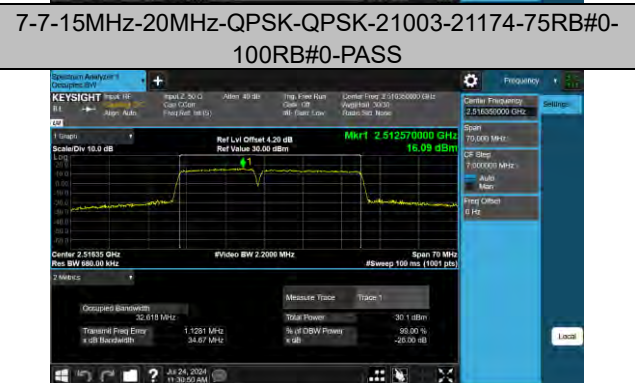 7-7-15MHz-20MHz-QPSK-QPSK-21003-21174-75RB#0-
100RB#0-PASS
Spectrum Analyzer 1
Occupied BW
+
Frequency
KEYSIGHT Input: RF
Input Z: 50 Ω
Atten: 40 dB
Trig: Free Run
Center Freq: 2.516350000 GHz
Align: Auto
Gate: Off
Center Frequency
2.516350000 GHz
Settings
Span
70.000 MHz
CF Step
7.000000 MHz
Auto
Man
Freq Offset
0 Hz
1 Graph
Scale/Div 10.0 dB
Ref Lvl Offset 4.20 dB
Ref Value 30.00 dBm
Mkr1 2.512570000 GHz
16.09 dBm
Log
1
Center 2.51635 GHz
#Video BW 2.2000 MHz
Span 70 MHz
Res BW 680.00 kHz
#Sweep 100 ms (1001 pts)
2 Metrics
Measure Trace
Trace 1
Occupied Bandwidth
32.618 MHz
Total Power
30.1 dBm
Transmit Freq Error
1.1281 MHz
% of OBW Power
99.00 %
x dB Bandwidth
34.67 MHz
x dB
-26.00 dB
Local
?
Jul 24, 2024
11:30:50 AM